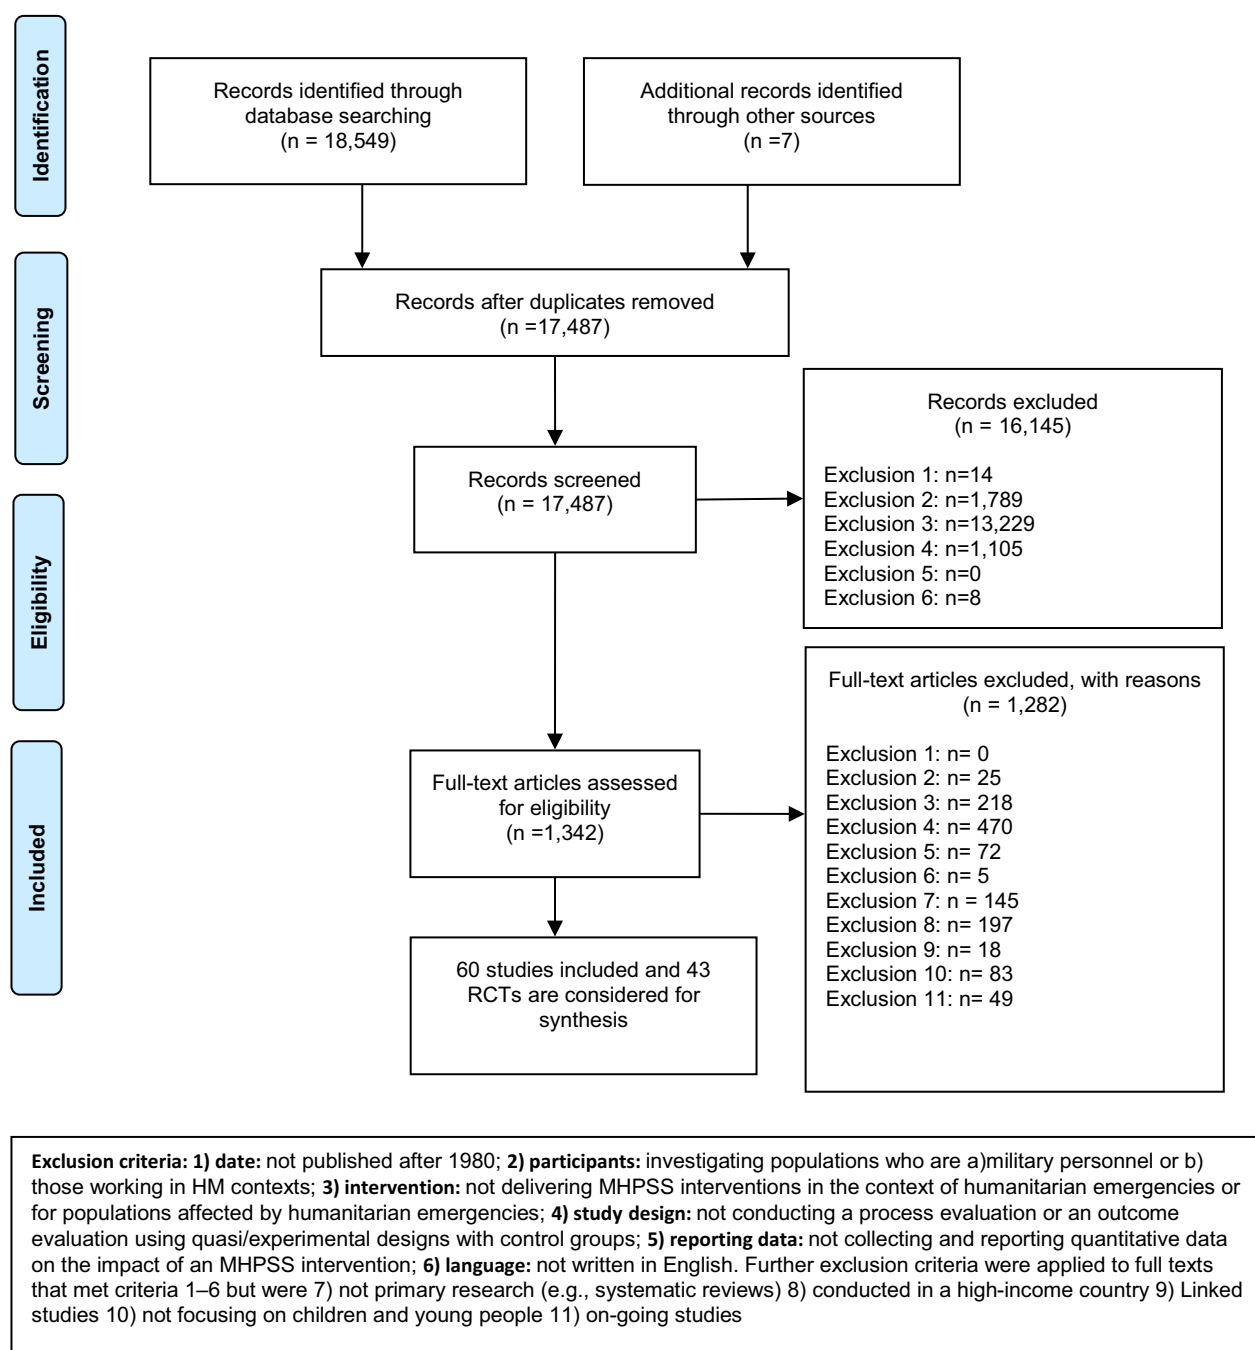 Identification
Records identified through
database searching
(n = 18,549)
Additional records identified
through other sources
(n =7)
Screening
Records after duplicates removed
(n =17,487)
Records screened
(n = 17,487)
Records excluded
(n = 16,145)
Exclusion 1: n=14
Exclusion 2: n=1,789
Exclusion 3: n=13,229
Exclusion 4: n=1,105
Exclusion 5: n=0
Exclusion 6: n=8
Eligibility
Full-text articles assessed
for eligibility
(n =1,342)
Full-text articles excluded, with reasons
(n = 1,282)
Exclusion 1: n= 0
Exclusion 2: n= 25
Exclusion 3: n= 218
Exclusion 4: n= 470
Exclusion 5: n= 72
Exclusion 6: n= 5
Exclusion 7: n = 145
Exclusion 8: n= 197
Exclusion 9: n= 18
Exclusion 10: n= 83
Exclusion 11: n= 49
Included
60 studies included and 43
RCTs are considered for
synthesis
Exclusion criteria: 1) date: not published after 1980; 2) participants: investigating populations who are a)military personnel or b)
those working in HM contexts; 3) intervention: not delivering MHPSS interventions in the context of humanitarian emergencies or
for populations affected by humanitarian emergencies; 4) study design: not conducting a process evaluation or an outcome
evaluation using quasi/experimental designs with control groups; 5) reporting data: not collecting and reporting quantitative data
on the impact of an MHPSS intervention; 6) language: not written in English. Further exclusion criteria were applied to full texts
that met criteria 1–6 but were 7) not primary research (e.g., systematic reviews) 8) conducted in a high-income country 9) Linked
studies 10) not focusing on children and young people 11) on-going studies